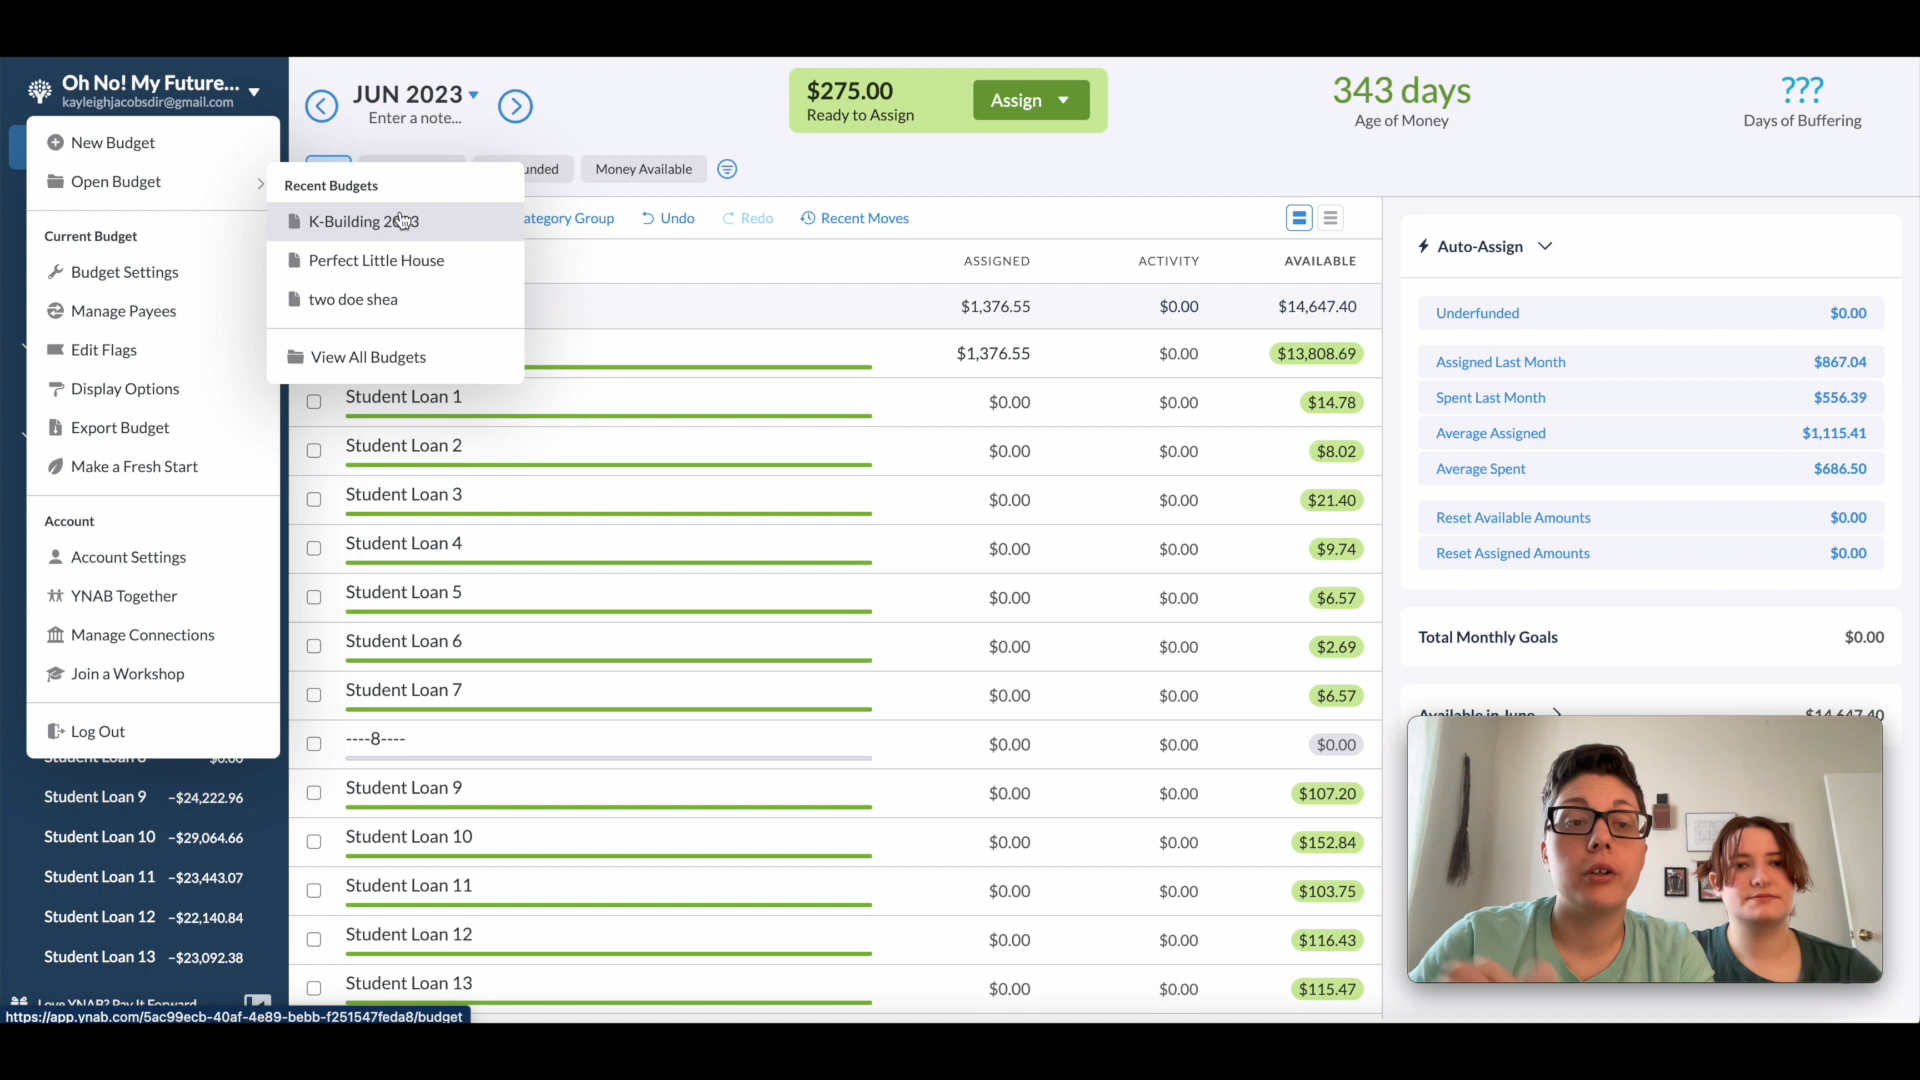 Oh No! My Future...
kayleighjacobsdir@gmail.com
New Budget
Open Budget
Current Budget
Budget Settings
Manage Payees
Edit Flags
Display Options
Export Budget
Make a Fresh Start
Account
Account Settings
YNAB Together
Manage Connections
Join a Workshop
Log Out
$0.00
Student Loan 9 -$24,222.96
Student Loan 10 -$29,064.66
Student Loan 11 -$23,443.07
Student Loan 12 -$22,140.84
Student Loan 13 -$23,092.38
Love YNAB? Pay It Forward
https://app.ynab.com/5ac99ecb-40af-4e89-bebb-f251547feda8/budget
Recent Budgets
K-Building 2023
Perfect Little House
two doe shea
View All Budgets
JUN 2023
Enter a note...
$275.00
Ready to Assign
Assign
343 days
Age of Money
???
Days of Buffering
Money Available
Undo
Redo
Recent Moves
ASSIGNED ACTIVITY AVAILABLE
$1,376.55 $0.00 $14,647.40
$1,376.55 $0.00 $13,808.69
Student Loan 1 $0.00 $0.00 $14.78
Student Loan 2 $0.00 $0.00 $8.02
Student Loan 3 $0.00 $0.00 $21.40
Student Loan 4 $0.00 $0.00 $9.74
Student Loan 5 $0.00 $0.00 $6.57
Student Loan 6 $0.00 $0.00 $2.69
Student Loan 7 $0.00 $0.00 $6.57
----8---- $0.00 $0.00 $0.00
Student Loan 9 $0.00 $0.00 $107.20
Student Loan 10 $0.00 $0.00 $152.84
Student Loan 11 $0.00 $0.00 $103.75
Student Loan 12 $0.00 $0.00 $116.43
Student Loan 13 $0.00 $0.00 $115.47
Auto-Assign
Underfunded $0.00
Assigned Last Month $867.04
Spent Last Month $556.39
Average Assigned $1,115.41
Average Spent $686.50
Reset Available Amounts $0.00
Reset Assigned Amounts $0.00
Total Monthly Goals $0.00
Available in June $14,647.40